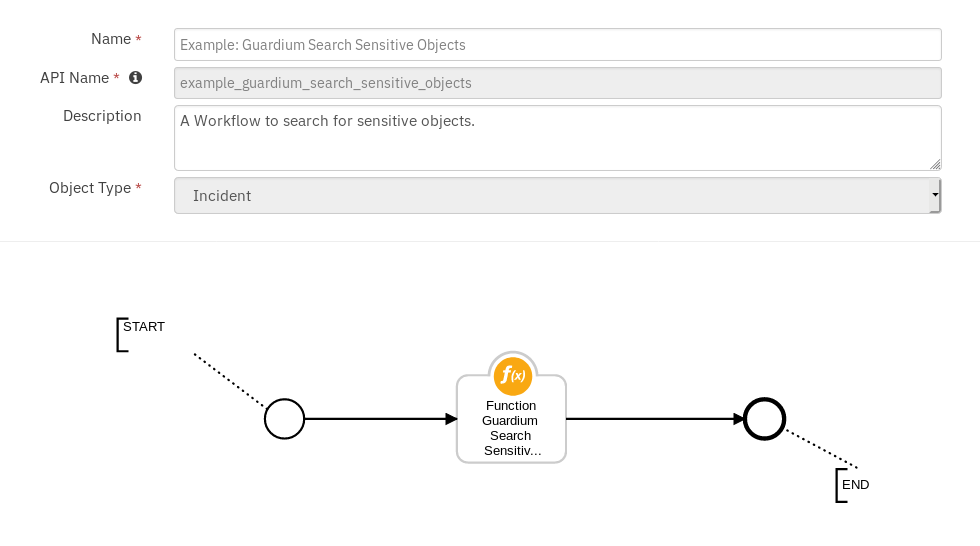 Name *
Example: Guardium Search Sensitive Objects
API Name *
example_guardium_search_sensitive_objects
Description
A Workflow to search for sensitive objects.
Object Type *
Incident
START
f(x)
Function
Guardium
Search
Sensitiv...
END